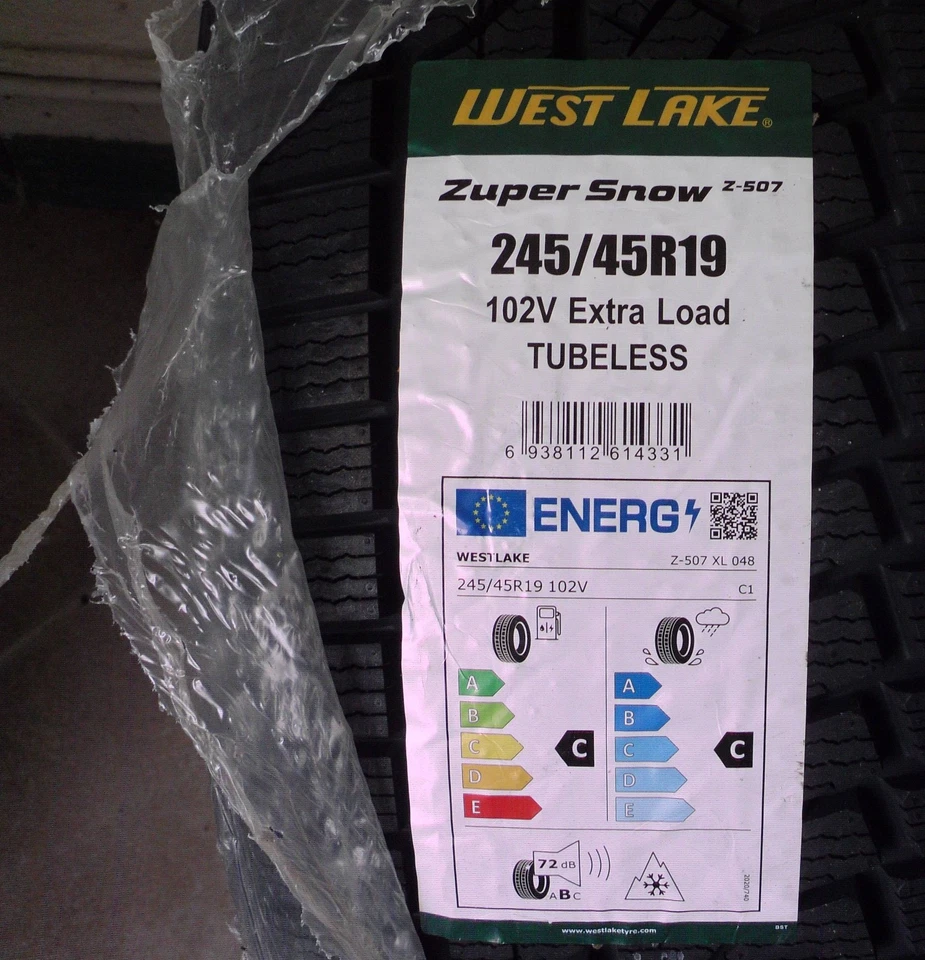 WEST LAKE®
Zuper Snow Z-507
245/45R19
102V Extra Load
TUBELESS
6 938112 614331
ENERG
WESTLAKE Z-507 XL 048
245/45R19 102V C1
A A
B B
C C C C
D D
E E
72 dB
ABC
2020/740
www.westlaketyre.com BST